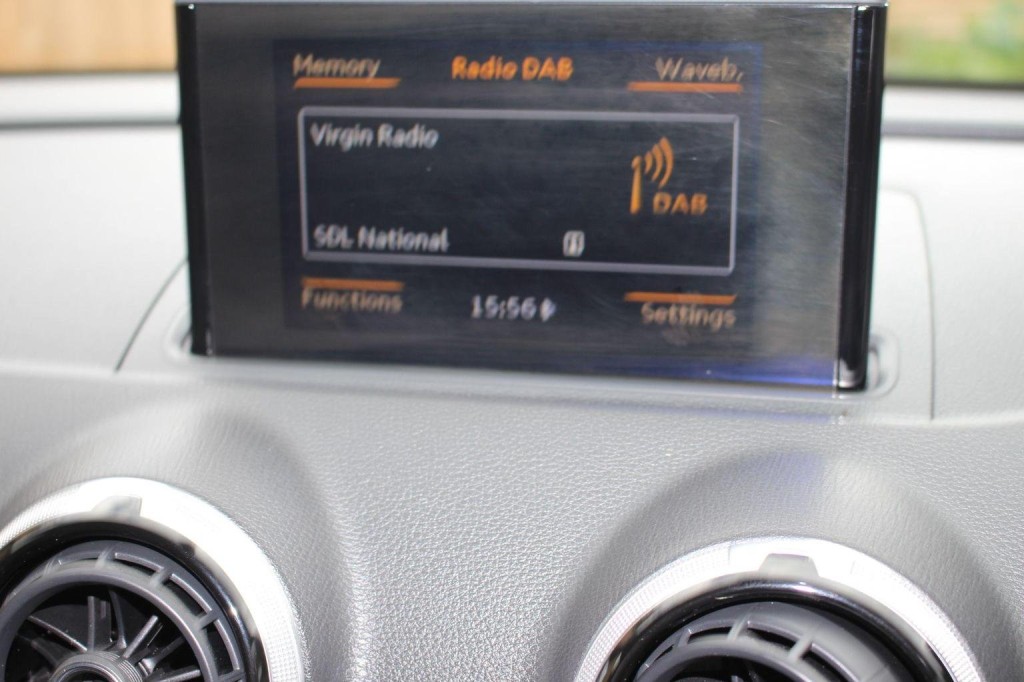 Memory Radio DAB Waveb.
Virgin Radio
DAB
SDL National
Functions 15:56 Settings